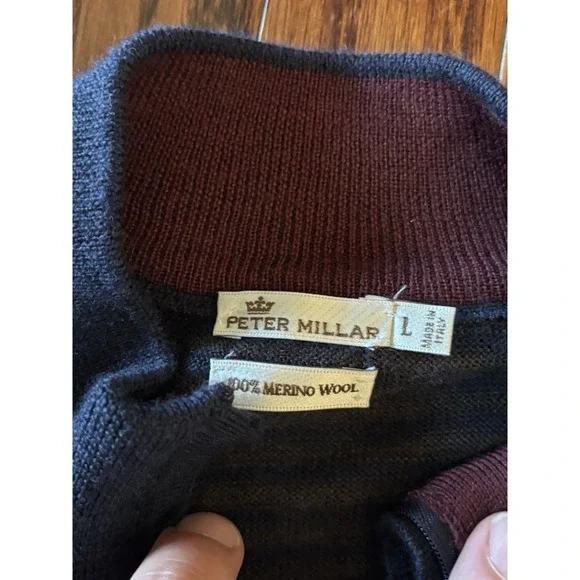 PETER MILLAR
L
MADE IN
ITALY
100% MERINO WOOL